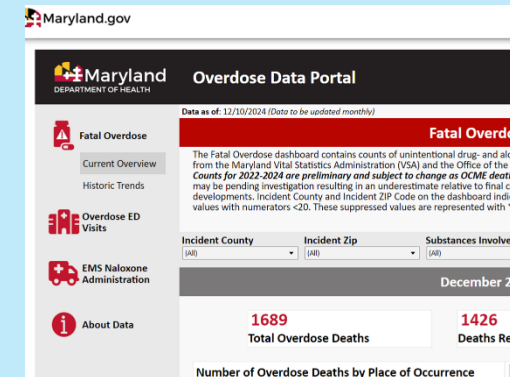 Maryland.gov
Maryland
DEPARTMENT OF HEALTH
Overdose Data Portal
Data as of: 12/10/2024 (Data to be updated monthly)
Fatal Overdose
Current Overview
Historic Trends
Overdose ED
Visits
EMS Naloxone
Administration
About Data
Fatal Overd
The Fatal Overdose dashboard contains counts of unintentional drug- and alc
from the Maryland Vital Statistics Administration (VSA) and the Office of the
Counts for 2022-2024 are preliminary and subject to change as OCME deat
may be pending investigation resulting in an underestimate relative to final c
developments. Incident County and Incident ZIP Code on the dashboard indi
values with numerators <20. These suppressed values are represented with
Incident County Incident Zip Substances Involve
(All) (All) (All)
December 2
1689 1426
Total Overdose Deaths Deaths Re
Number of Overdose Deaths by Place of Occurrence